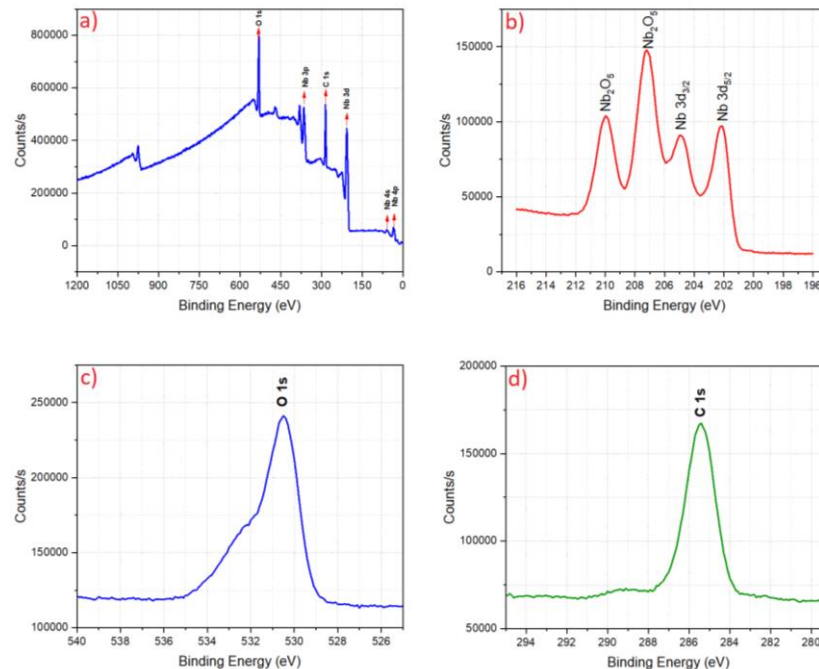 a)
O 1s
Nb 3p
C 1s
Nb 3d
Nb 4s
Nb 4p
800000
600000
400000
200000
0
Counts/s
1200 1050 900 750 600 450 300 150 0
Binding Energy (eV)
b)
Nb₂O₅
Nb₂O₅
Nb 3d₃/₂
Nb 3d₅/₂
150000
100000
50000
0
Counts/s
216 214 212 210 208 206 204 202 200 198 196
Binding Energy (eV)
c)
O 1s
250000
200000
150000
100000
Counts/s
540 538 536 534 532 530 528 526
Binding Energy (eV)
d)
C 1s
200000
150000
100000
50000
Counts/s
294 292 290 288 286 284 282 280
Binding Energy (eV)